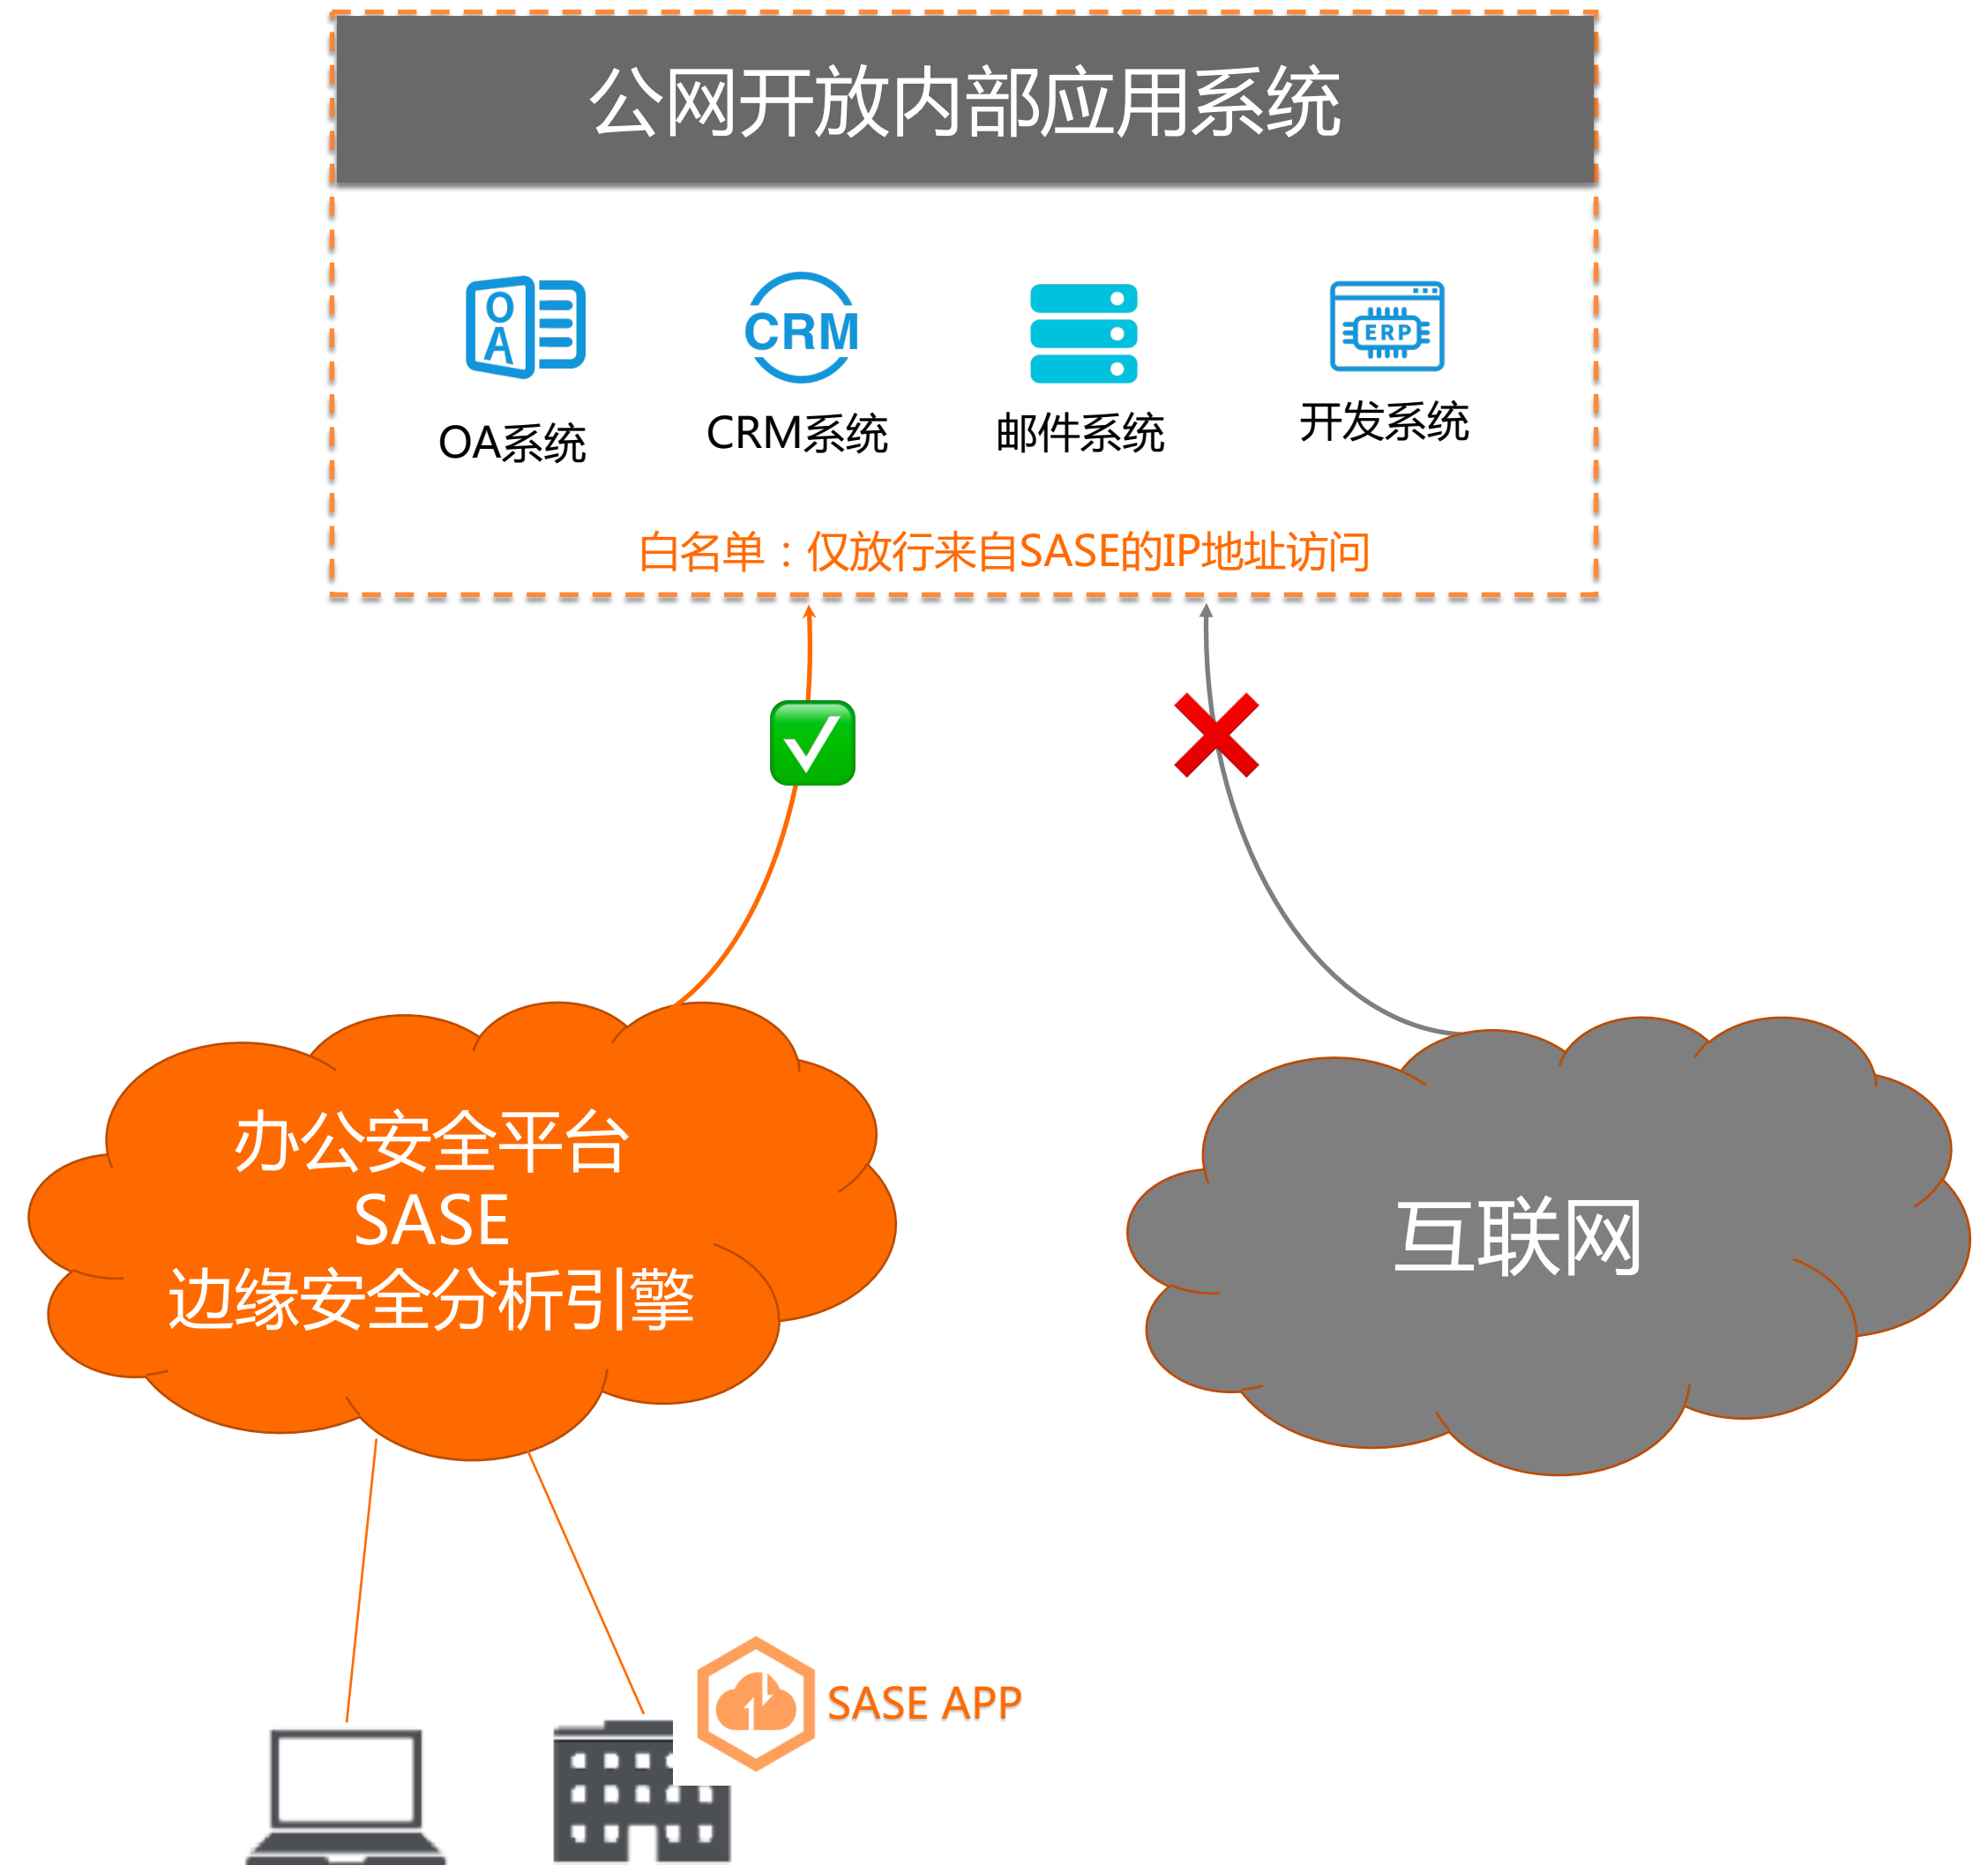 公网开放内部应用系统
OA
CRM
ERP
OA系统
CRM系统
邮件系统
开发系统
白名单：仅放行来自SASE的IP地址访问
办公安全平台
SASE
边缘安全分析引擎
互联网
SASE APP